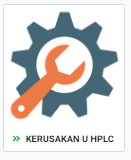 » KERUSAKAN U HPLC